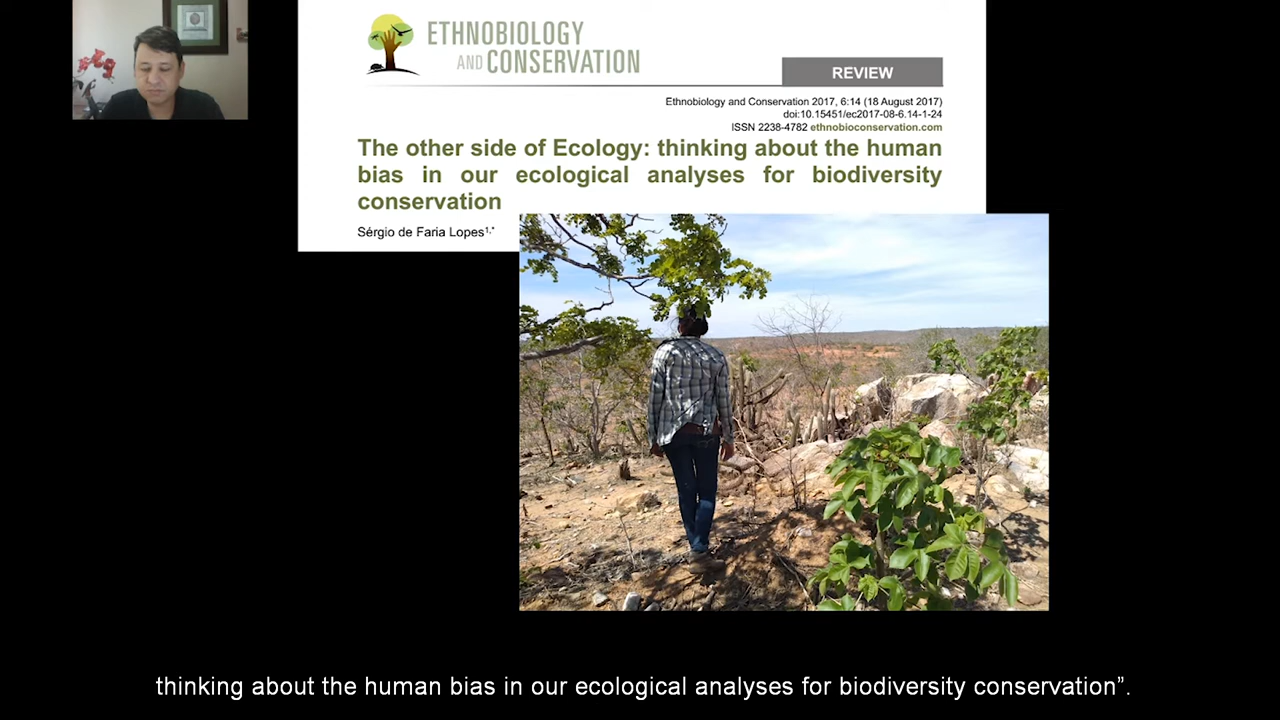 ETHNOBIOLOGY
AND CONSERVATION
REVIEW
Ethnobiology and Conservation 2017, 6:14 (18 August 2017)
doi:10.15451/ec2017-08-6.14-1-24
ISSN 2238-4782 ethnobioconservation.com
The other side of Ecology: thinking about the human
bias in our ecological analyses for biodiversity
conservation
Sérgio de Faria Lopes¹,*
thinking about the human bias in our ecological analyses for biodiversity conservation”.